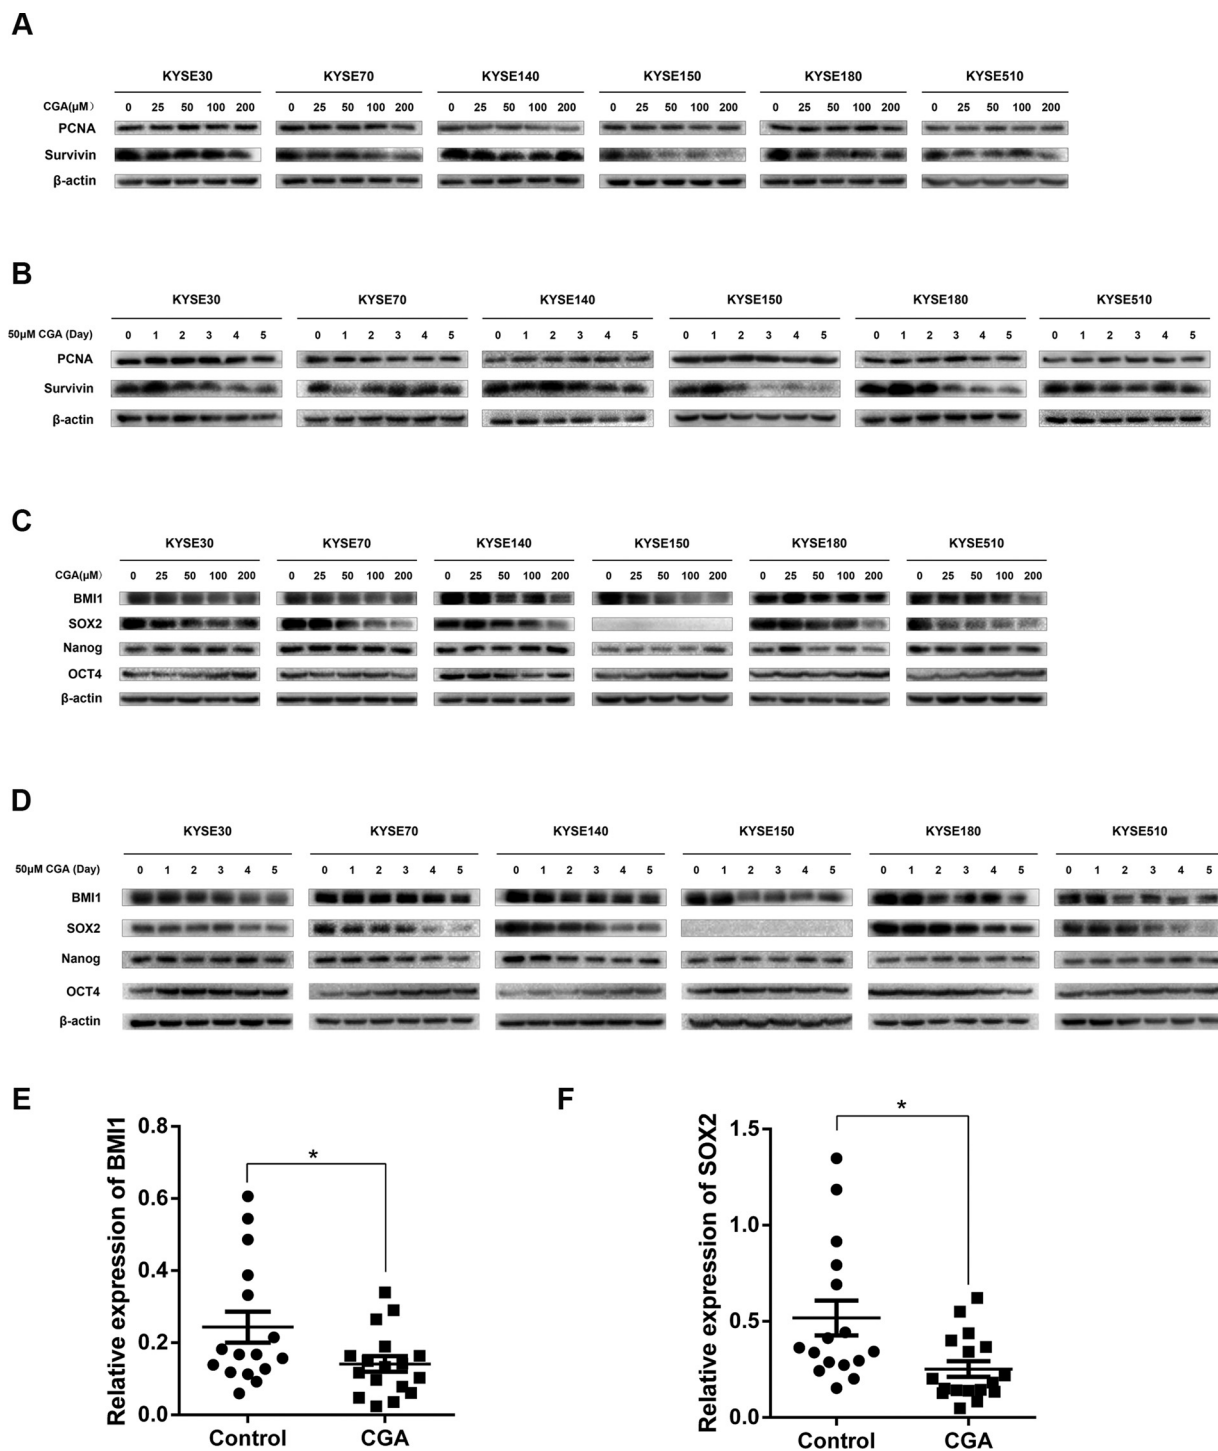 A
KYSE30 KYSE70 KYSE140 KYSE150 KYSE180 KYSE510
CGA(μM） 0 25 50 100 200 0 25 50 100 200 0 25 50 100 200 0 25 50 100 200 0 25 50 100 200 0 25 50 100 200
PCNA
Survivin
β-actin
B
KYSE30 KYSE70 KYSE140 KYSE150 KYSE180 KYSE510
50μM CGA (Day) 0 1 2 3 4 5 0 1 2 3 4 5 0 1 2 3 4 5 0 1 2 3 4 5 0 1 2 3 4 5 0 1 2 3 4 5
PCNA
Survivin
β-actin
C
KYSE30 KYSE70 KYSE140 KYSE150 KYSE180 KYSE510
CGA(μM） 0 25 50 100 200 0 25 50 100 200 0 25 50 100 200 0 25 50 100 200 0 25 50 100 200 0 25 50 100 200
BMI1
SOX2
Nanog
OCT4
β-actin
D
KYSE30 KYSE70 KYSE140 KYSE150 KYSE180 KYSE510
50μM CGA (Day) 0 1 2 3 4 5 0 1 2 3 4 5 0 1 2 3 4 5 0 1 2 3 4 5 0 1 2 3 4 5 0 1 2 3 4 5
BMI1
SOX2
Nanog
OCT4
β-actin
E
Relative expression of BMI1
0.8
0.6
0.4
0.2
0.0
*
Control CGA
F
Relative expression of SOX2
1.5
1.0
0.5
0.0
*
Control CGA